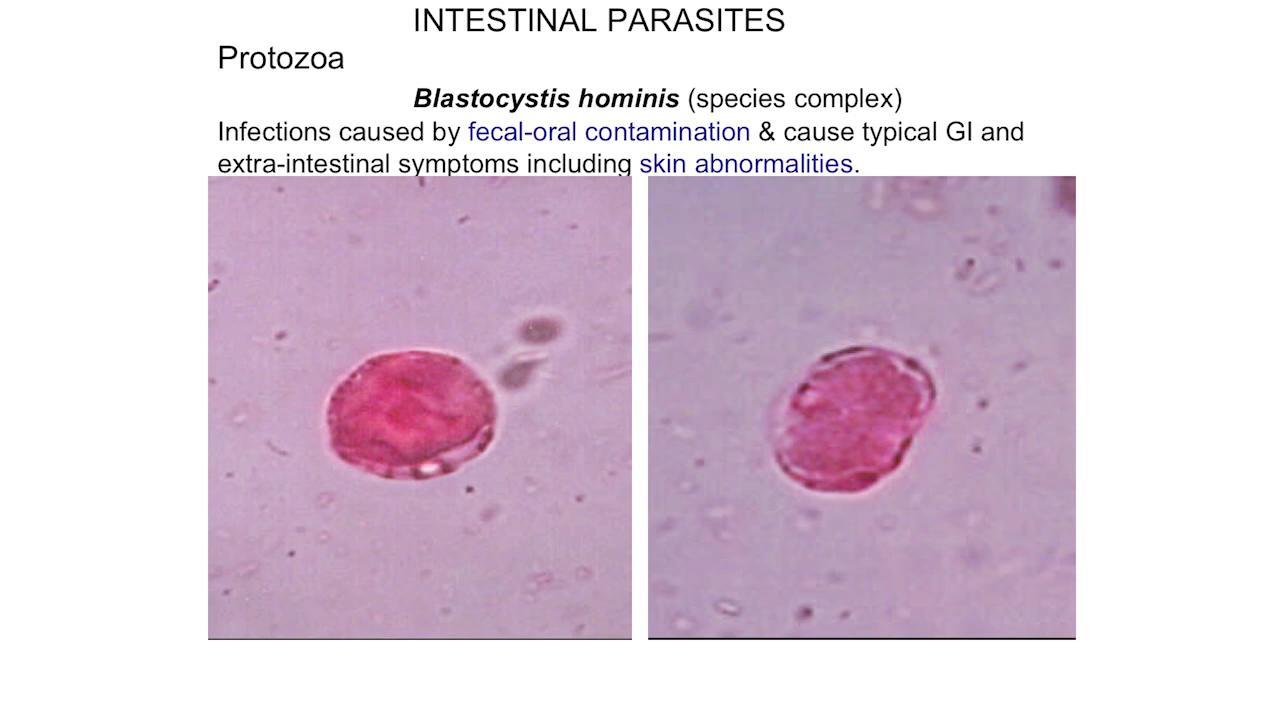 INTESTINAL PARASITES
Protozoa
Blastocystis hominis (species complex)
Infections caused by fecal-oral contamination & cause typical GI and
extra-intestinal symptoms including skin abnormalities.